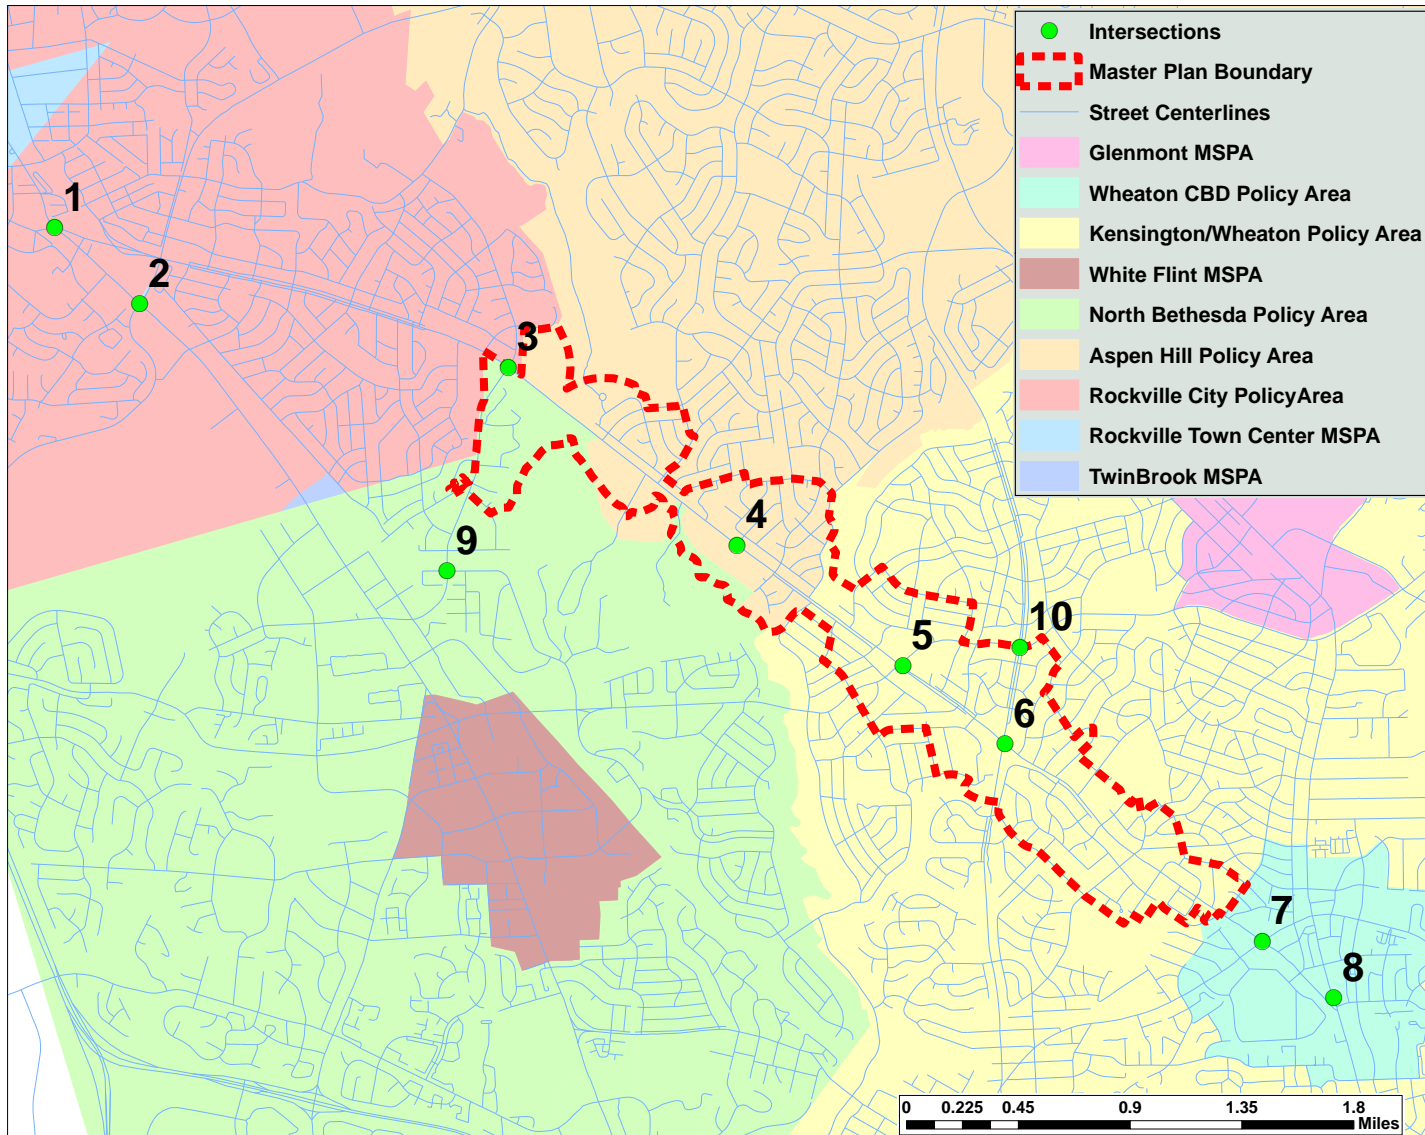 Intersections
Master Plan Boundary
Street Centerlines
Glenmont MSPA
Wheaton CBD Policy Area
Kensington/Wheaton Policy Area
White Flint MSPA
North Bethesda Policy Area
Aspen Hill Policy Area
Rockville City PolicyArea
Rockville Town Center MSPA
TwinBrook MSPA
1
2
3
4
9
10
5
6
7
8
0 0.225 0.45 0.9 1.35 1.8
Miles